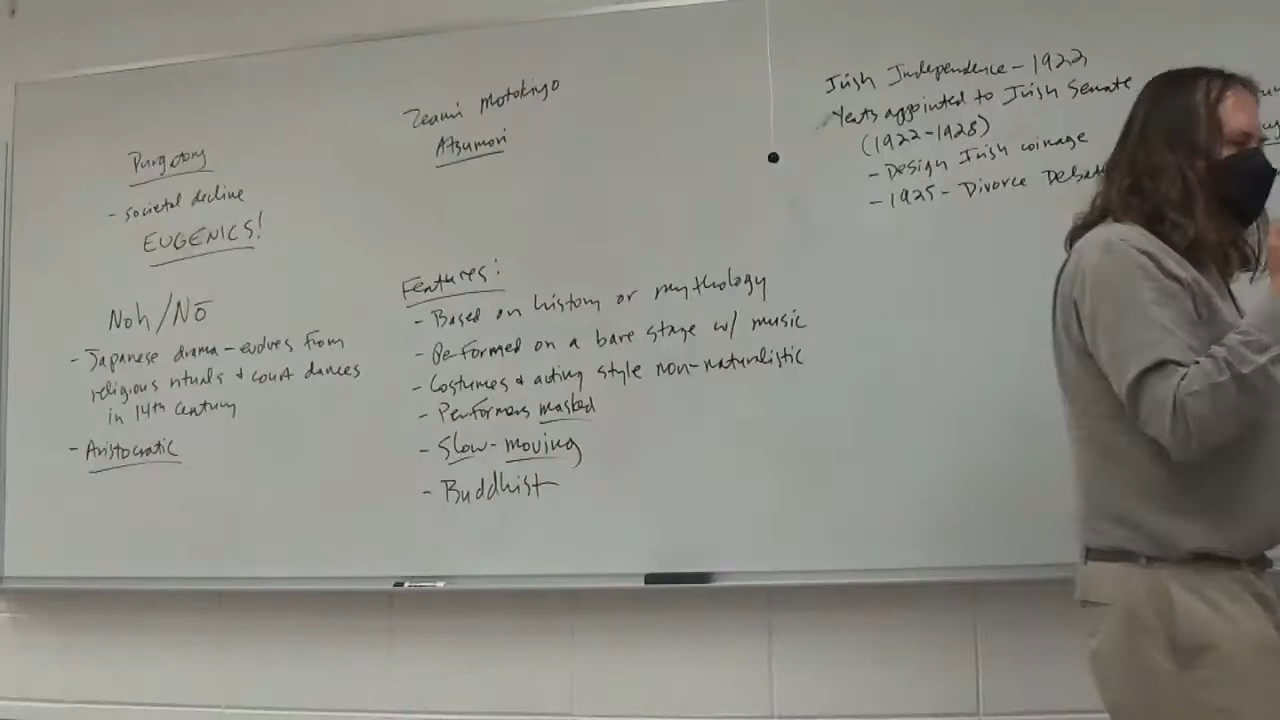 Purgatory
- societal decline
EUGENICS!
Noh/Nō
- Japanese drama - evolves from
religious rituals & court dances
in 14th century
- Aristocratic
Zeami Motokiyo
Atsumori
Features:
- Based on history or mythology
- Performed on a bare stage w/ music
- Costumes & acting style non-naturalistic
- Performers masked
- Slow-moving
- Buddhist
Irish Independence - 1922
Yeats appointed to Irish Senate
(1922-1928)
- Design Irish coinage
- 1925 - Divorce